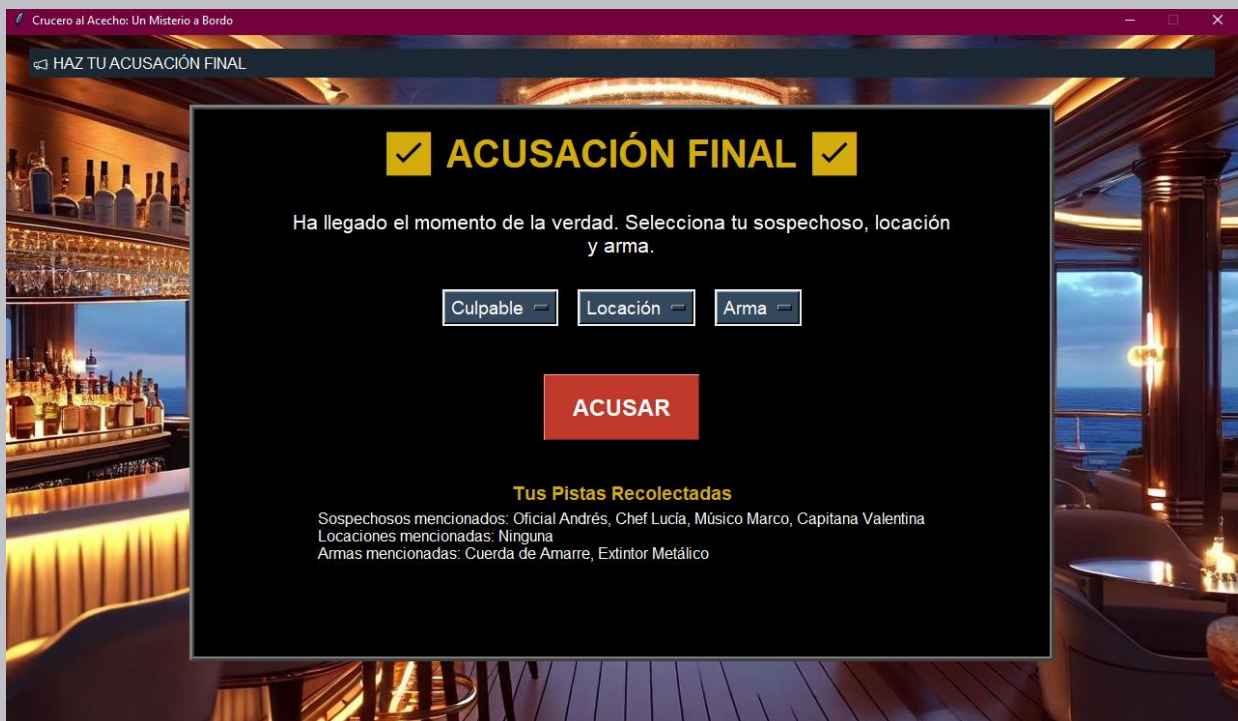 Crucero al Acecho: Un Misterio a Bordo
HAZ TU ACUSACIÓN FINAL
ACUSACIÓN FINAL
Ha llegado el momento de la verdad. Selecciona tu sospechoso, locación
y arma.
Culpable Locación Arma
ACUSAR
Tus Pistas Recolectadas
Sospechosos mencionados: Oficial Andrés, Chef Lucía, Músico Marco, Capitana Valentina
Locaciones mencionadas: Ninguna
Armas mencionadas: Cuerda de Amarre, Extintor Metálico